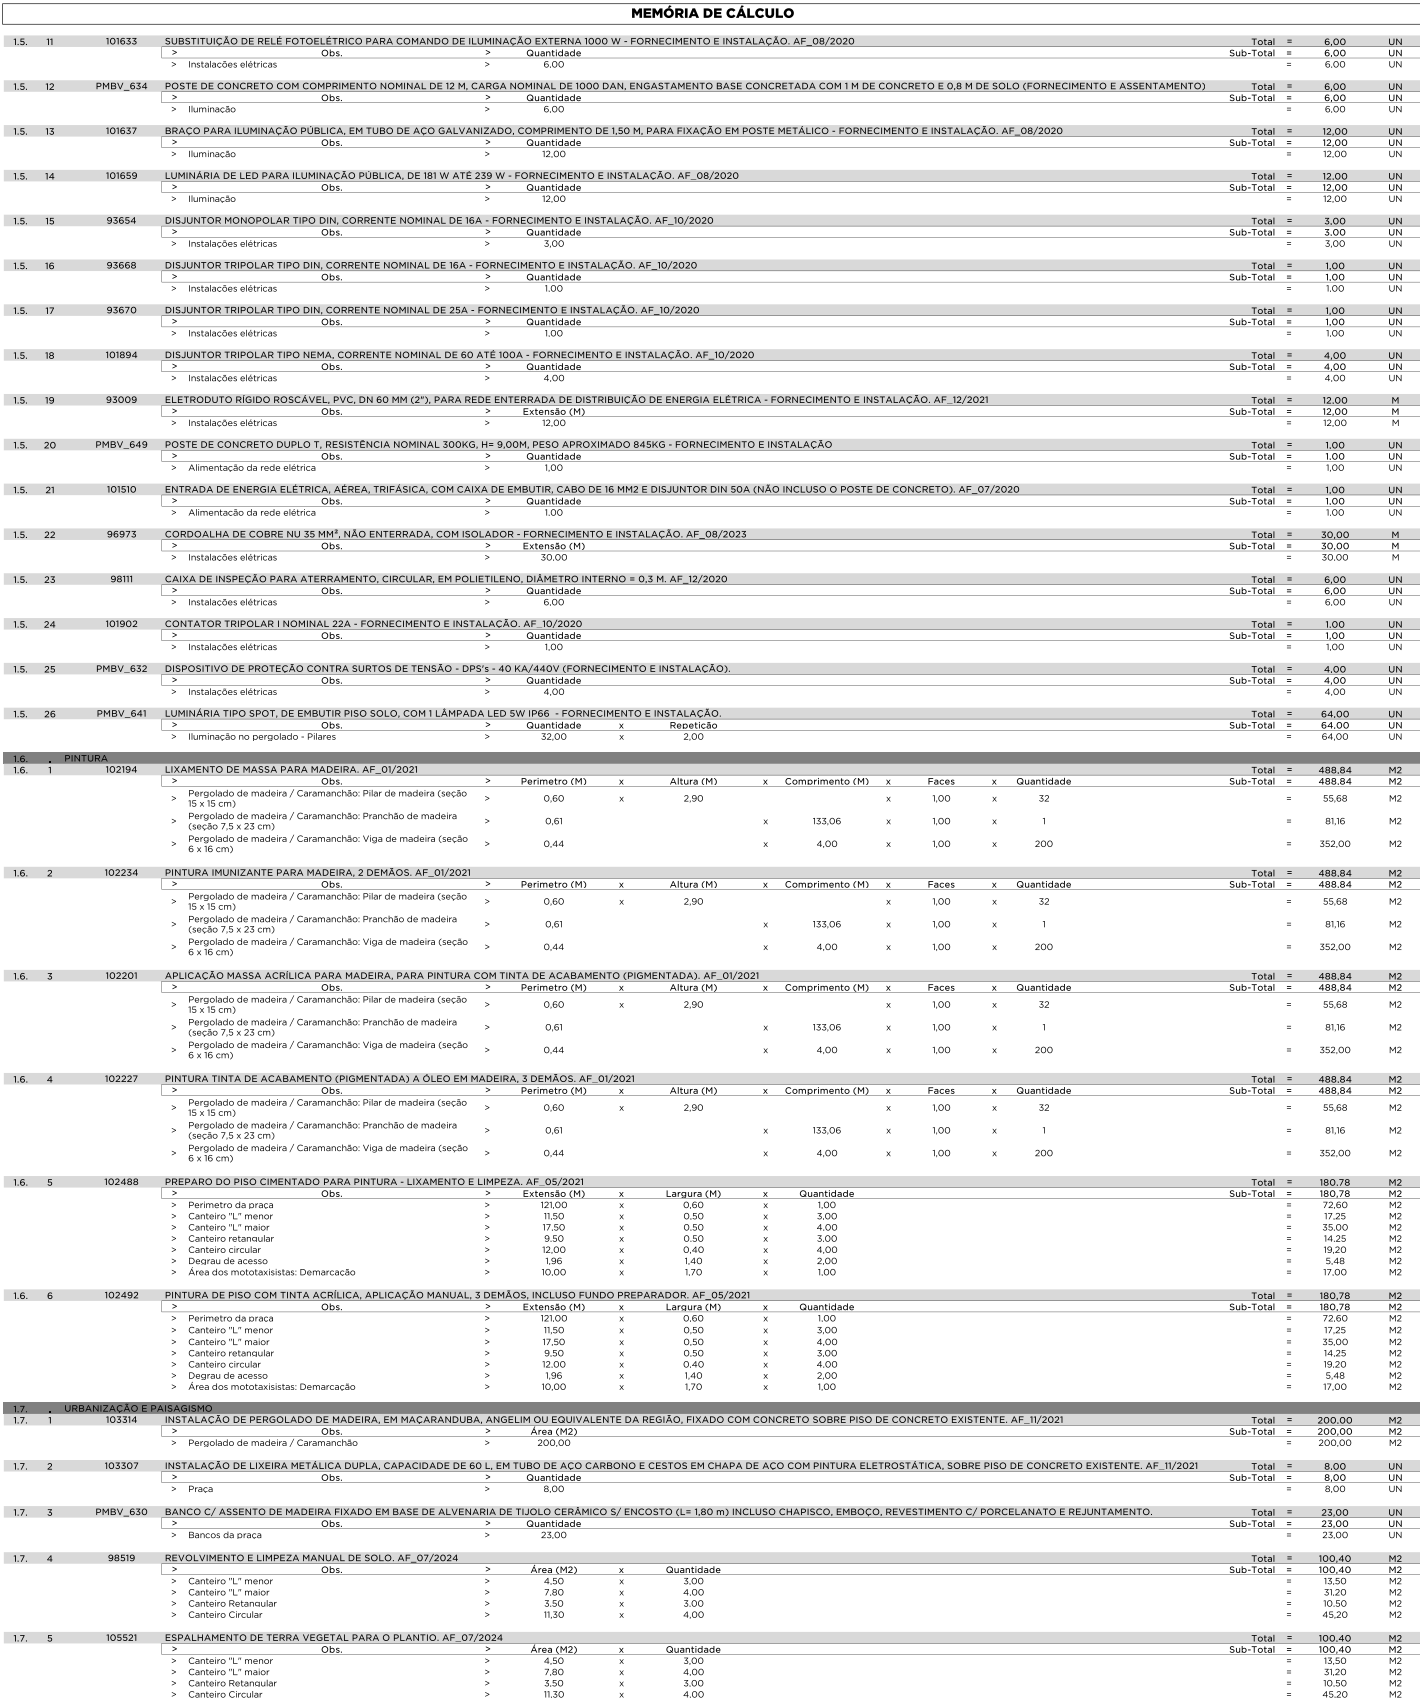 MEMÓRIA DE CÁLCULO
1.5. 11 101633 SUBSTITUIÇÃO DE RELÉ FOTOELÉTRICO PARA COMANDO DE ILUMINAÇÃO EXTERNA 1000 W - FORNECIMENTO E INSTALAÇÃO. AF_08/2020 Total = 6,00 UN
> Obs. > Quantidade Sub-Total = 6,00 UN
> Instalações elétricas > 6,00 = 6,00 UN
1.5. 12 PMBV_634 POSTE DE CONCRETO COM COMPRIMENTO NOMINAL DE 12 M, CARGA NOMINAL DE 1000 DAN, ENGASTAMENTO BASE CONCRETADA COM 1 M DE CONCRETO E 0,8 M DE SOLO (FORNECIMENTO E ASSENTAMENTO) Total = 6,00 UN
> Obs. > Quantidade Sub-Total = 6,00 UN
> Iluminação > 6,00 = 6,00 UN
1.5. 13 101637 BRAÇO PARA ILUMINAÇÃO PÚBLICA, EM TUBO DE AÇO GALVANIZADO, COMPRIMENTO DE 1,50 M, PARA FIXAÇÃO EM POSTE METÁLICO - FORNECIMENTO E INSTALAÇÃO. AF_08/2020 Total = 12,00 UN
> Obs. > Quantidade Sub-Total = 12,00 UN
> Iluminação > 12,00 = 12,00 UN
1.5. 14 101659 LUMINÁRIA DE LED PARA ILUMINAÇÃO PÚBLICA, DE 181 W ATÉ 239 W - FORNECIMENTO E INSTALAÇÃO. AF_08/2020 Total = 12,00 UN
> Obs. > Quantidade Sub-Total = 12,00 UN
> Iluminação > 12,00 = 12,00 UN
1.5. 15 93654 DISJUNTOR MONOPOLAR TIPO DIN, CORRENTE NOMINAL DE 16A - FORNECIMENTO E INSTALAÇÃO. AF_10/2020 Total = 3,00 UN
> Obs. > Quantidade Sub-Total = 3,00 UN
> Instalações elétricas > 3,00 = 3,00 UN
1.5. 16 93668 DISJUNTOR TRIPOLAR TIPO DIN, CORRENTE NOMINAL DE 16A - FORNECIMENTO E INSTALAÇÃO. AF_10/2020 Total = 1,00 UN
> Obs. > Quantidade Sub-Total = 1,00 UN
> Instalações elétricas > 1,00 = 1,00 UN
1.5. 17 93670 DISJUNTOR TRIPOLAR TIPO DIN, CORRENTE NOMINAL DE 25A - FORNECIMENTO E INSTALAÇÃO. AF_10/2020 Total = 1,00 UN
> Obs. > Quantidade Sub-Total = 1,00 UN
> Instalações elétricas > 1,00 = 1,00 UN
1.5. 18 101894 DISJUNTOR TRIPOLAR TIPO NEMA, CORRENTE NOMINAL DE 60 ATÉ 100A - FORNECIMENTO E INSTALAÇÃO. AF_10/2020 Total = 4,00 UN
> Obs. > Quantidade Sub-Total = 4,00 UN
> Instalações elétricas > 4,00 = 4,00 UN
1.5. 19 93009 ELETRODUTO RÍGIDO ROSCÁVEL, PVC, DN 60 MM (2"), PARA REDE ENTERRADA DE DISTRIBUIÇÃO DE ENERGIA ELÉTRICA - FORNECIMENTO E INSTALAÇÃO. AF_12/2021 Total = 12,00 M
> Obs. > Extensão (M) Sub-Total = 12,00 M
> Instalações elétricas > 12,00 = 12,00 M
1.5. 20 PMBV_649 POSTE DE CONCRETO DUPLO T, RESISTÊNCIA NOMINAL 300KG, H= 9,00M, PESO APROXIMADO 845KG - FORNECIMENTO E INSTALAÇÃO Total = 1,00 UN
> Obs. > Quantidade Sub-Total = 1,00 UN
> Alimentação da rede elétrica > 1,00 = 1,00 UN
1.5. 21 101510 ENTRADA DE ENERGIA ELÉTRICA, AÉREA, TRIFÁSICA, COM CAIXA DE EMBUTIR, CABO DE 16 MM2 E DISJUNTOR DIN 50A (NÃO INCLUSO O POSTE DE CONCRETO). AF_07/2020 Total = 1,00 UN
> Obs. > Quantidade Sub-Total = 1,00 UN
> Alimentação da rede elétrica > 1,00 = 1,00 UN
1.5. 22 96973 CORDOALHA DE COBRE NU 35 MM², NÃO ENTERRADA, COM ISOLADOR - FORNECIMENTO E INSTALAÇÃO. AF_08/2023 Total = 30,00 M
> Obs. > Extensão (M) Sub-Total = 30,00 M
> Instalações elétricas > 30,00 = 30,00 M
1.5. 23 98111 CAIXA DE INSPEÇÃO PARA ATERRAMENTO, CIRCULAR, EM POLIETILENO, DIÂMETRO INTERNO = 0,3 M. AF_12/2020 Total = 6,00 UN
> Obs. > Quantidade Sub-Total = 6,00 UN
> Instalações elétricas > 6,00 = 6,00 UN
1.5. 24 101902 CONTATOR TRIPOLAR I NOMINAL 22A - FORNECIMENTO E INSTALAÇÃO. AF_10/2020 Total = 1,00 UN
> Obs. > Quantidade Sub-Total = 1,00 UN
> Instalações elétricas > 1,00 = 1,00 UN
1.5. 25 PMBV_632 DISPOSITIVO DE PROTEÇÃO CONTRA SURTOS DE TENSÃO - DPS's - 40 KA/440V (FORNECIMENTO E INSTALAÇÃO). Total = 4,00 UN
> Obs. > Quantidade Sub-Total = 4,00 UN
> Instalações elétricas > 4,00 = 4,00 UN
1.5. 26 PMBV_641 LUMINÁRIA TIPO SPOT, DE EMBUTIR PISO SOLO, COM 1 LÂMPADA LED 5W IP66 - FORNECIMENTO E INSTALAÇÃO. Total = 64,00 UN
> Obs. > Quantidade x Repetição Sub-Total = 64,00 UN
> Iluminação no pergolado - Pilares > 32,00 x 2,00 = 64,00 UN
1.6. . PINTURA
1.6. 1 102194 LIXAMENTO DE MASSA PARA MADEIRA. AF_01/2021 Total = 488,84 M2
> Obs. > Perimetro (M) x Altura (M) x Comprimento (M) x Faces x Quantidade Sub-Total = 488,84 M2
> Pergolado de madeira / Caramanchão: Pilar de madeira (seção
15 x 15 cm) > 0,60 x 2,90 x 1,00 x 32 = 55,68 M2
> Pergolado de madeira / Caramanchão: Pranchão de madeira
(seção 7,5 x 23 cm) > 0,61 x 133,06 x 1,00 x 1 = 81,16 M2
> Pergolado de madeira / Caramanchão: Viga de madeira (seção
6 x 16 cm) > 0,44 x 4,00 x 1,00 x 200 = 352,00 M2
1.6. 2 102234 PINTURA IMUNIZANTE PARA MADEIRA, 2 DEMÃOS. AF_01/2021 Total = 488,84 M2
> Obs. > Perimetro (M) x Altura (M) x Comprimento (M) x Faces x Quantidade Sub-Total = 488,84 M2
> Pergolado de madeira / Caramanchão: Pilar de madeira (seção
15 x 15 cm) > 0,60 x 2,90 x 1,00 x 32 = 55,68 M2
> Pergolado de madeira / Caramanchão: Pranchão de madeira
(seção 7,5 x 23 cm) > 0,61 x 133,06 x 1,00 x 1 = 81,16 M2
> Pergolado de madeira / Caramanchão: Viga de madeira (seção
6 x 16 cm) > 0,44 x 4,00 x 1,00 x 200 = 352,00 M2
1.6. 3 102201 APLICAÇÃO MASSA ACRÍLICA PARA MADEIRA, PARA PINTURA COM TINTA DE ACABAMENTO (PIGMENTADA). AF_01/2021 Total = 488,84 M2
> Obs. > Perimetro (M) x Altura (M) x Comprimento (M) x Faces x Quantidade Sub-Total = 488,84 M2
> Pergolado de madeira / Caramanchão: Pilar de madeira (seção
15 x 15 cm) > 0,60 x 2,90 x 1,00 x 32 = 55,68 M2
> Pergolado de madeira / Caramanchão: Pranchão de madeira
(seção 7,5 x 23 cm) > 0,61 x 133,06 x 1,00 x 1 = 81,16 M2
> Pergolado de madeira / Caramanchão: Viga de madeira (seção
6 x 16 cm) > 0,44 x 4,00 x 1,00 x 200 = 352,00 M2
1.6. 4 102227 PINTURA TINTA DE ACABAMENTO (PIGMENTADA) A ÓLEO EM MADEIRA, 3 DEMÃOS. AF_01/2021 Total = 488,84 M2
> Obs. > Perimetro (M) x Altura (M) x Comprimento (M) x Faces x Quantidade Sub-Total = 488,84 M2
> Pergolado de madeira / Caramanchão: Pilar de madeira (seção
15 x 15 cm) > 0,60 x 2,90 x 1,00 x 32 = 55,68 M2
> Pergolado de madeira / Caramanchão: Pranchão de madeira
(seção 7,5 x 23 cm) > 0,61 x 133,06 x 1,00 x 1 = 81,16 M2
> Pergolado de madeira / Caramanchão: Viga de madeira (seção
6 x 16 cm) > 0,44 x 4,00 x 1,00 x 200 = 352,00 M2
1.6. 5 102488 PREPARO DO PISO CIMENTADO PARA PINTURA - LIXAMENTO E LIMPEZA. AF_05/2021 Total = 180,78 M2
> Obs. > Extensão (M) x Largura (M) x Quantidade Sub-Total = 180,78 M2
> Perimetro da praça > 121,00 x 0,60 x 1,00 = 72,60 M2
> Canteiro "L" menor > 11,50 x 0,50 x 3,00 = 17,25 M2
> Canteiro "L" maior > 17,50 x 0,50 x 4,00 = 35,00 M2
> Canteiro retangular > 9,50 x 0,50 x 3,00 = 14,25 M2
> Canteiro circular > 12,00 x 0,40 x 4,00 = 19,20 M2
> Degrau de acesso > 1,96 x 1,40 x 2,00 = 5,48 M2
> Área dos mototaxisistas: Demarcação > 10,00 x 1,70 x 1,00 = 17,00 M2
1.6. 6 102492 PINTURA DE PISO COM TINTA ACRÍLICA, APLICAÇÃO MANUAL, 3 DEMÃOS, INCLUSO FUNDO PREPARADOR. AF_05/2021 Total = 180,78 M2
> Obs. > Extensão (M) x Largura (M) x Quantidade Sub-Total = 180,78 M2
> Perimetro da praça > 121,00 x 0,60 x 1,00 = 72,60 M2
> Canteiro "L" menor > 11,50 x 0,50 x 3,00 = 17,25 M2
> Canteiro "L" maior > 17,50 x 0,50 x 4,00 = 35,00 M2
> Canteiro retangular > 9,50 x 0,50 x 3,00 = 14,25 M2
> Canteiro circular > 12,00 x 0,40 x 4,00 = 19,20 M2
> Degrau de acesso > 1,96 x 1,40 x 2,00 = 5,48 M2
> Área dos mototaxisistas: Demarcação > 10,00 x 1,70 x 1,00 = 17,00 M2
1.7. . URBANIZAÇÃO E PAISAGISMO
1.7. 1 103314 INSTALAÇÃO DE PERGOLADO DE MADEIRA, EM MAÇARANDUBA, ANGELIM OU EQUIVALENTE DA REGIÃO, FIXADO COM CONCRETO SOBRE PISO DE CONCRETO EXISTENTE. AF_11/2021 Total = 200,00 M2
> Obs. > Área (M2) Sub-Total = 200,00 M2
> Pergolado de madeira / Caramanchão > 200,00 = 200,00 M2
1.7. 2 103307 INSTALAÇÃO DE LIXEIRA METÁLICA DUPLA, CAPACIDADE DE 60 L, EM TUBO DE AÇO CARBONO E CESTOS EM CHAPA DE AÇO COM PINTURA ELETROSTÁTICA, SOBRE PISO DE CONCRETO EXISTENTE. AF_11/2021 Total = 8,00 UN
> Obs. > Quantidade Sub-Total = 8,00 UN
> Praça > 8,00 = 8,00 UN
1.7. 3 PMBV_630 BANCO C/ ASSENTO DE MADEIRA FIXADO EM BASE DE ALVENARIA DE TIJOLO CERÂMICO S/ ENCOSTO (L= 1,80 m) INCLUSO CHAPISCO, EMBOÇO, REVESTIMENTO C/ PORCELANATO E REJUNTAMENTO. Total = 23,00 UN
> Obs. > Quantidade Sub-Total = 23,00 UN
> Bancos da praça > 23,00 = 23,00 UN
1.7. 4 98519 REVOLVIMENTO E LIMPEZA MANUAL DE SOLO. AF_07/2024 Total = 100,40 M2
> Obs. > Área (M2) x Quantidade Sub-Total = 100,40 M2
> Canteiro "L" menor > 4,50 x 3,00 = 13,50 M2
> Canteiro "L" maior > 7,80 x 4,00 = 31,20 M2
> Canteiro Retangular > 3,50 x 3,00 = 10,50 M2
> Canteiro Circular > 11,30 x 4,00 = 45,20 M2
1.7. 5 105521 ESPALHAMENTO DE TERRA VEGETAL PARA O PLANTIO. AF_07/2024 Total = 100,40 M2
> Obs. > Área (M2) x Quantidade Sub-Total = 100,40 M2
> Canteiro "L" menor > 4,50 x 3,00 = 13,50 M2
> Canteiro "L" maior > 7,80 x 4,00 = 31,20 M2
> Canteiro Retangular > 3,50 x 3,00 = 10,50 M2
> Canteiro Circular > 11,30 x 4,00 = 45,20 M2